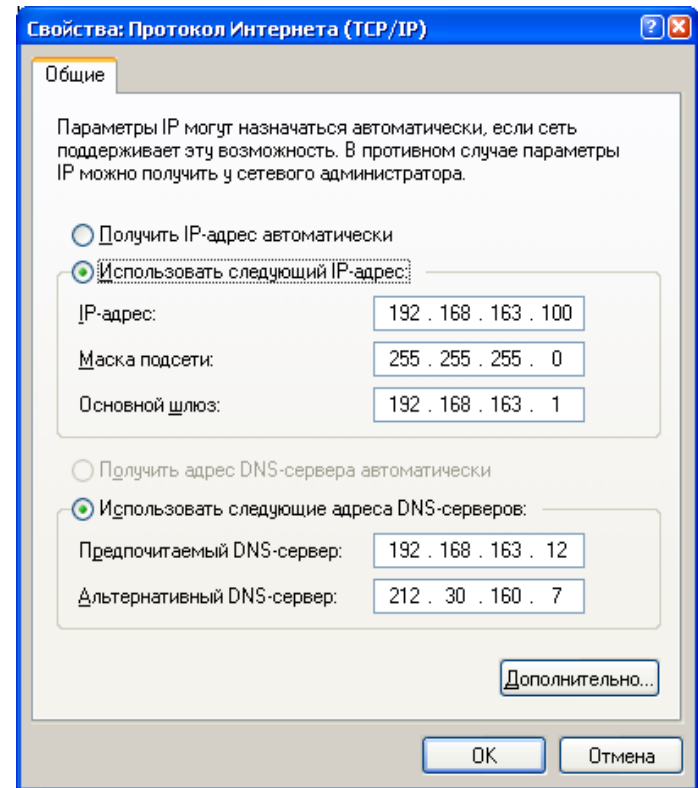 Свойства: Протокол Интернета (TCP/IP)
Общие
Параметры IP могут назначаться автоматически, если сеть
поддерживает эту возможность. В противном случае параметры
IP можно получить у сетевого администратора.
Получить IP-адрес автоматически
Использовать следующий IP-адрес:
IP-адрес: 192 . 168 . 163 . 100
Маска подсети: 255 . 255 . 255 . 0
Основной шлюз: 192 . 168 . 163 . 1
Получить адрес DNS-сервера автоматически
Использовать следующие адреса DNS-серверов:
Предпочитаемый DNS-сервер: 192 . 168 . 163 . 12
Альтернативный DNS-сервер: 212 . 30 . 160 . 7
Дополнительно...
OK Отмена